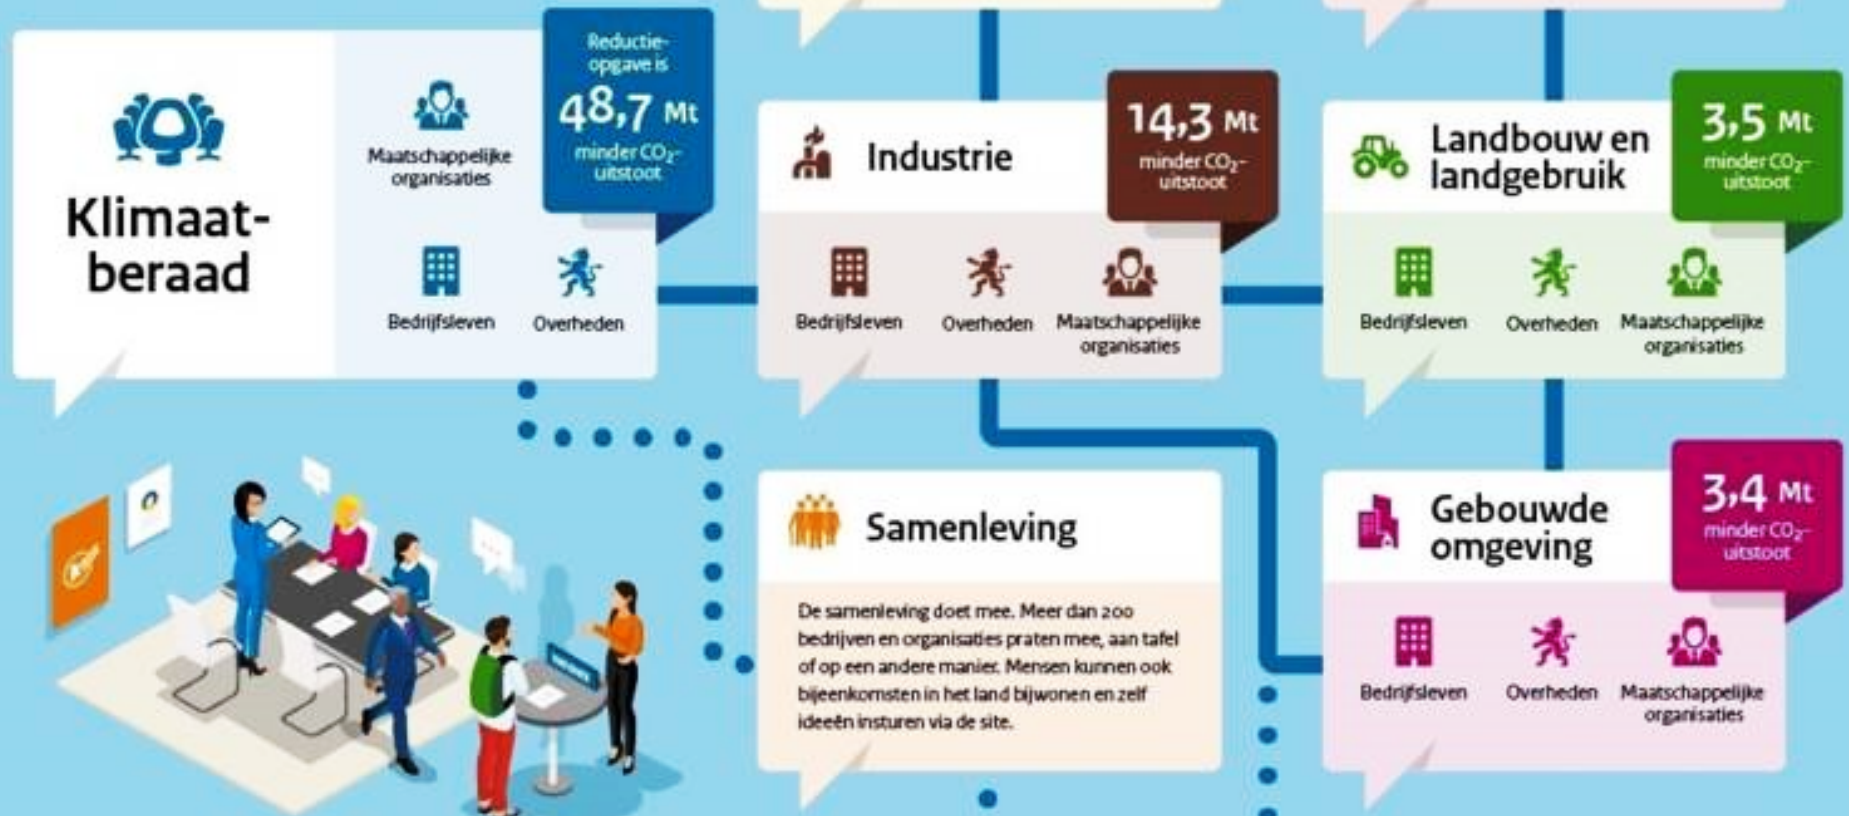 Klimaat-
beraad
Maatschappelijke
organisaties
Bedrijfsleven
Overheden
Reductie-
opgave is
48,7 Mt
minder CO₂-
uitstoot
Industrie
14,3 Mt
minder CO₂-
uitstoot
Bedrijfsleven
Overheden
Maatschappelijke
organisaties
Landbouw en
landgebruik
3,5 Mt
minder CO₂-
uitstoot
Bedrijfsleven
Overheden
Maatschappelijke
organisaties
Samenleving
De samenleving doet mee. Meer dan 200
bedrijven en organisaties praten mee, aan tafel
of op een andere manier. Mensen kunnen ook
bijeenkomsten in het land bijwonen en zelf
ideeën insturen via de site.
Gebouwde
omgeving
3,4 Mt
minder CO₂-
uitstoot
Bedrijfsleven
Overheden
Maatschappelijke
organisaties